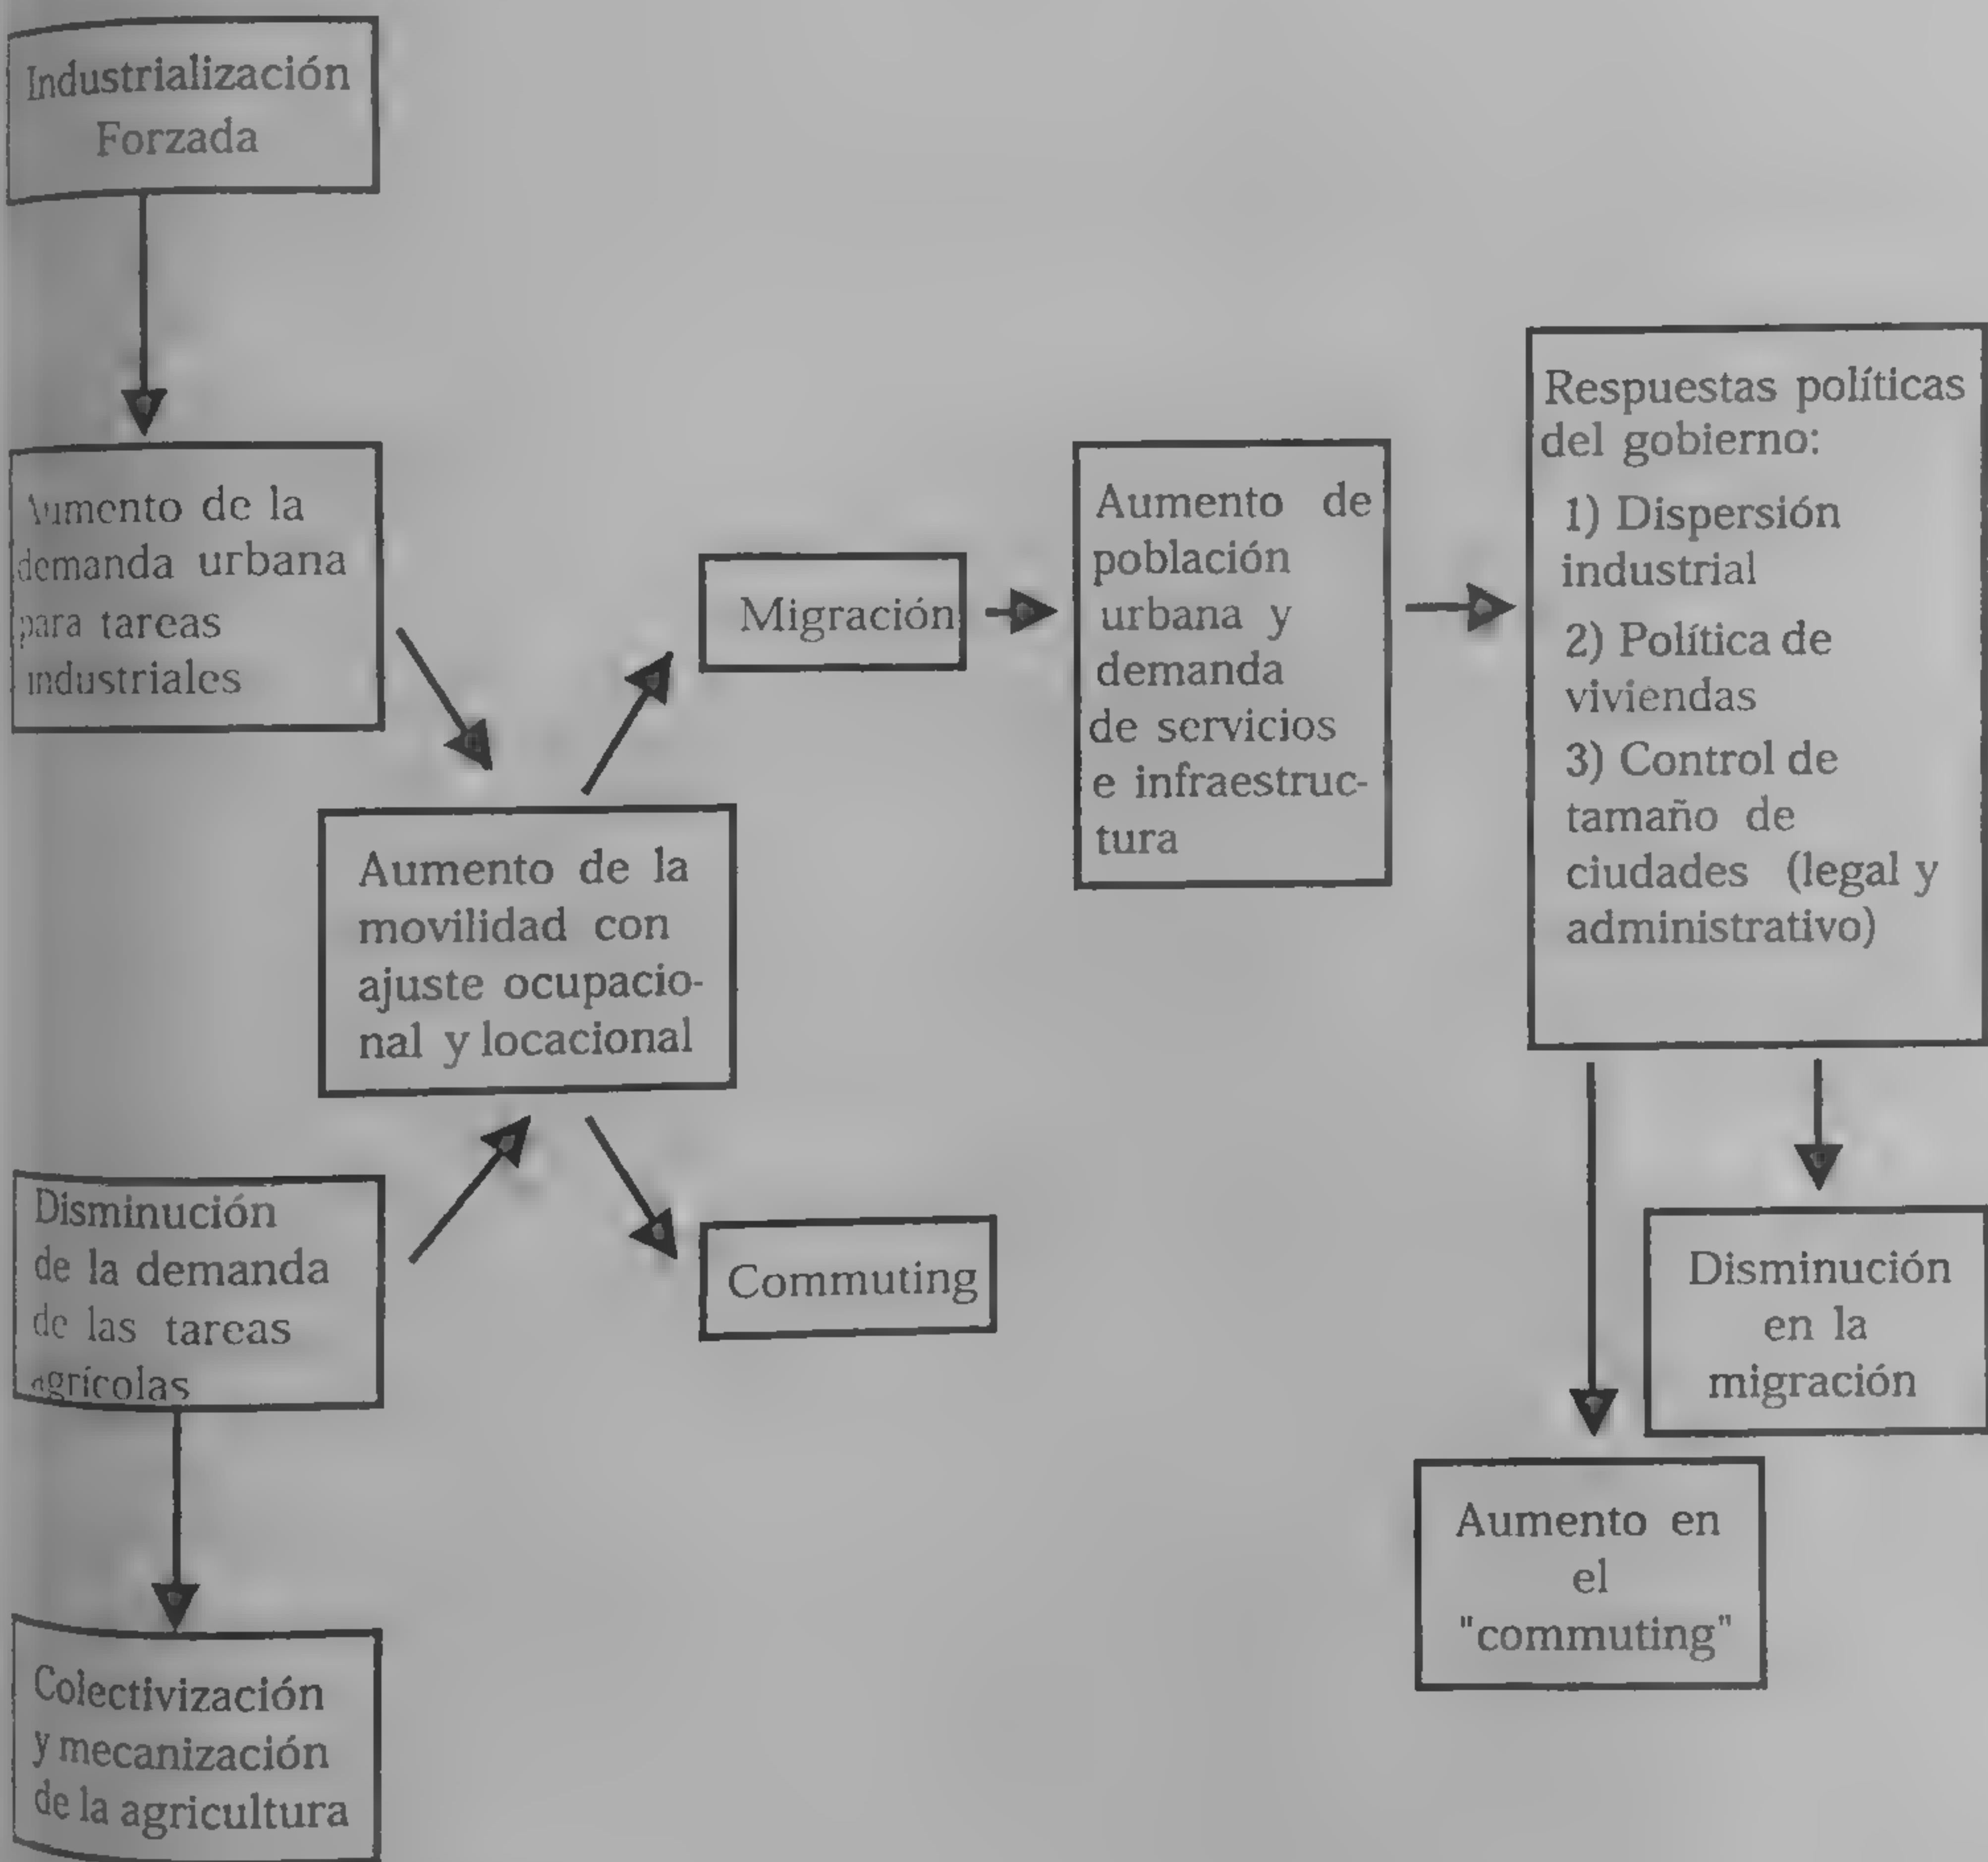 Industrialización
Forzada
Aumento de la
demanda urbana
para tareas
industriales
Migración
Aumento de
población
urbana y
demanda
de servicios
e infraestruc-
tura
Respuestas políticas
del gobierno:
1) Dispersión
industrial
2) Política de
viviendas
3) Control de
tamaño de
ciudades (legal y
administrativo)
Aumento de la
movilidad con
ajuste ocupacio-
nal y locacional
Disminución
de la demanda
de las tareas
agrícolas
Commuting
Disminución
en la
migración
Aumento en
el
"commuting"
Colectivización
y mecanización
de la agricultura